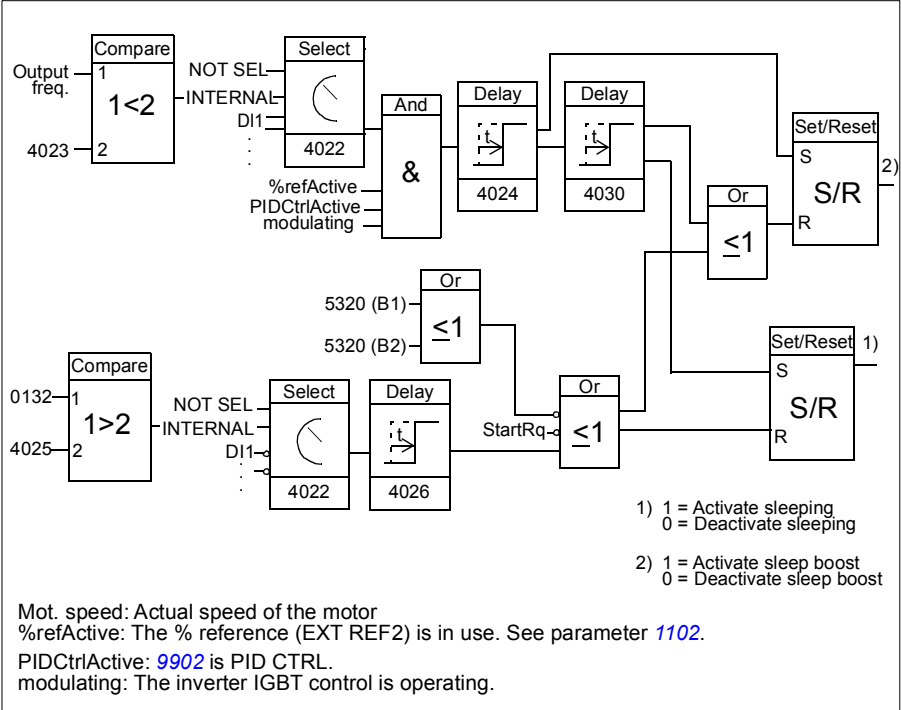 Compare
Output
freq.
1
1<2
4023
2
Select
NOT SEL
INTERNAL
DI1
.
.
.
4022
And
&
%refActive
PIDCtrlActive
modulating
Delay
t
4024
Delay
t
4030
Or
<1
Set/Reset
S
S/R
R
2)
Or
5320 (B1)
<1
5320 (B2)
Compare
0132
1
1>2
4025
2
Select
NOT SEL
INTERNAL
DI1
.
.
.
4022
Delay
t
4026
Or
StartRq
<1
Set/Reset
1)
S
S/R
R
1) 1 = Activate sleeping
0 = Deactivate sleeping
2) 1 = Activate sleep boost
0 = Deactivate sleep boost
Mot. speed: Actual speed of the motor
%refActive: The % reference (EXT REF2) is in use. See parameter 1102.
PIDCtrlActive: 9902 is PID CTRL.
modulating: The inverter IGBT control is operating.